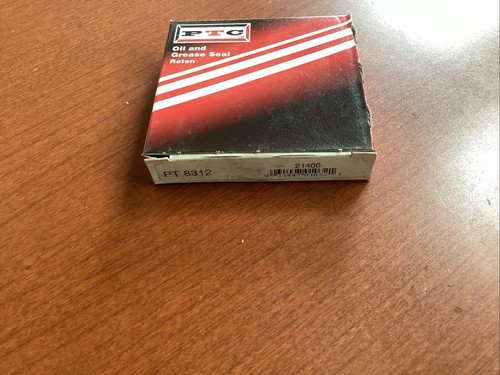 PTC
Oil and
Grease Seal
Reten
PT 8312
21400